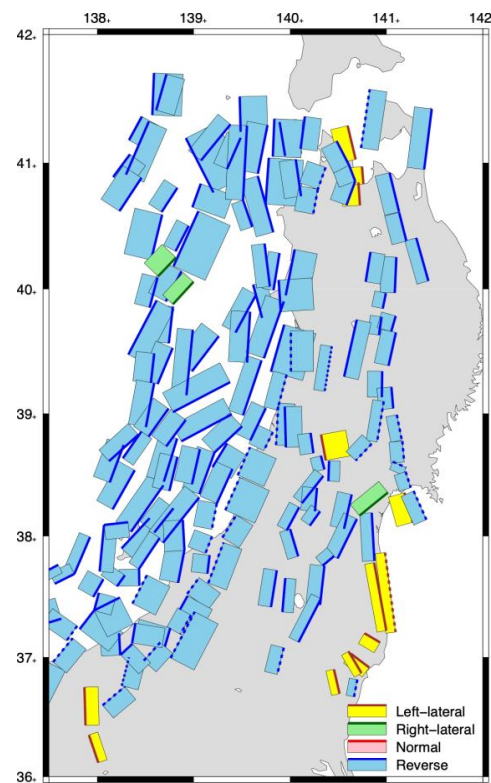 138. 139. 140. 141. 142
42.
41.
40.
39.
38.
37.
36.
Left-lateral
Right-lateral
Normal
Reverse